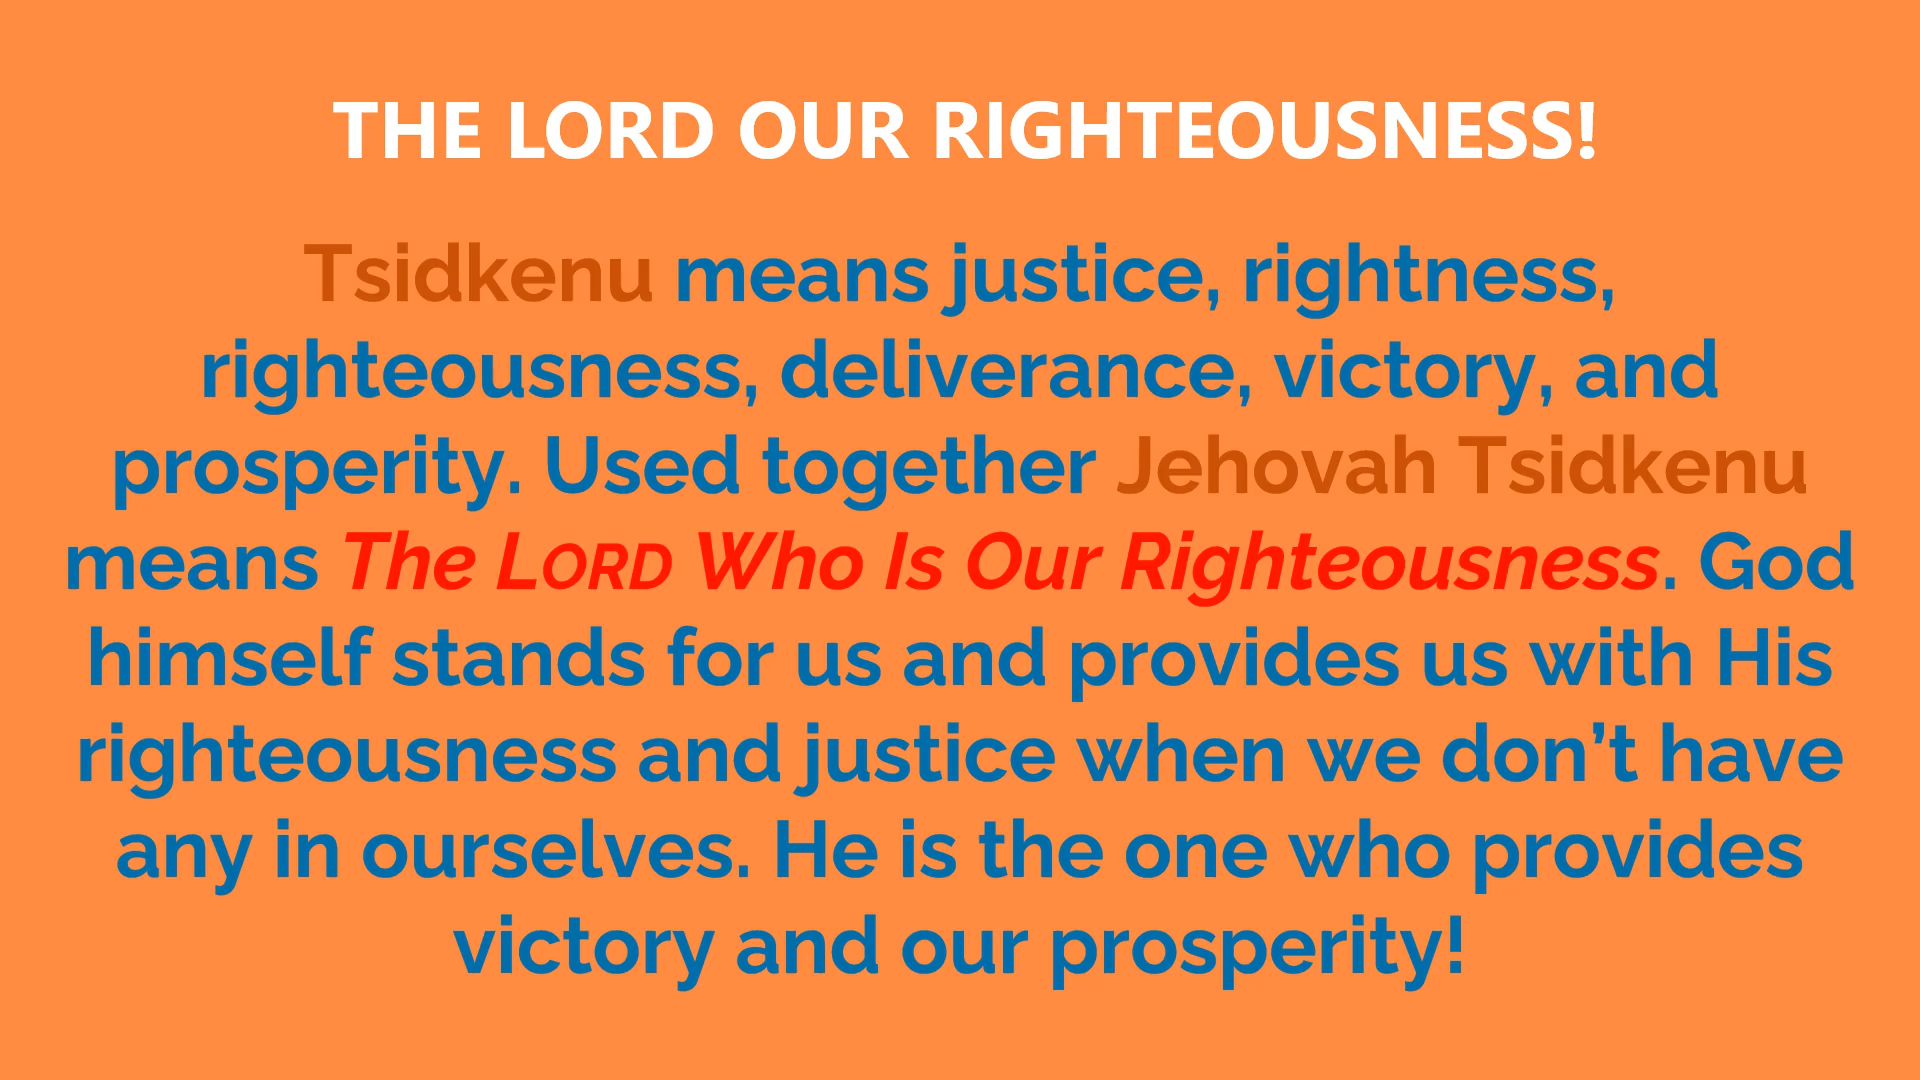 THE LORD OUR RIGHTEOUSNESS!
Tsidkenu means justice, rightness,
righteousness, deliverance, victory, and
prosperity. Used together Jehovah Tsidkenu
means The LORD Who Is Our Righteousness. God
himself stands for us and provides us with His
righteousness and justice when we don’t have
any in ourselves. He is the one who provides
victory and our prosperity!